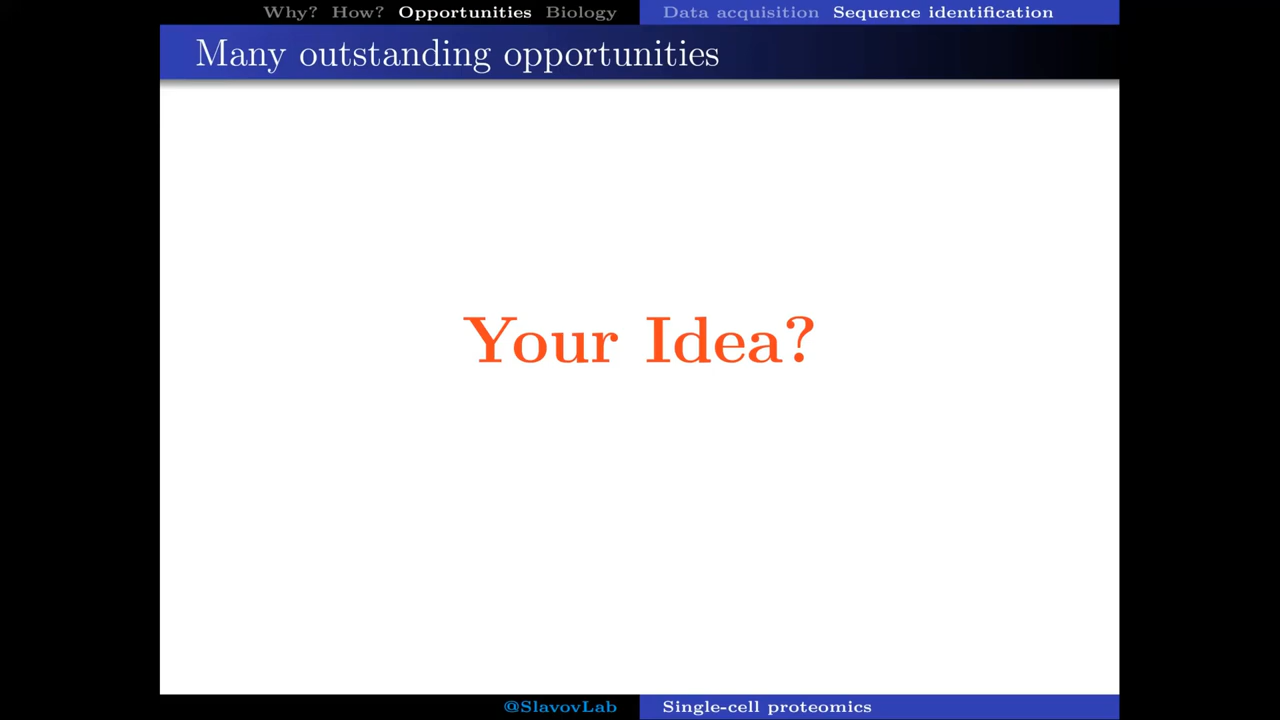 Why? How? Opportunities Biology Data acquisition Sequence identification
Many outstanding opportunities
Your Idea?
@SlavovLab Single-cell proteomics